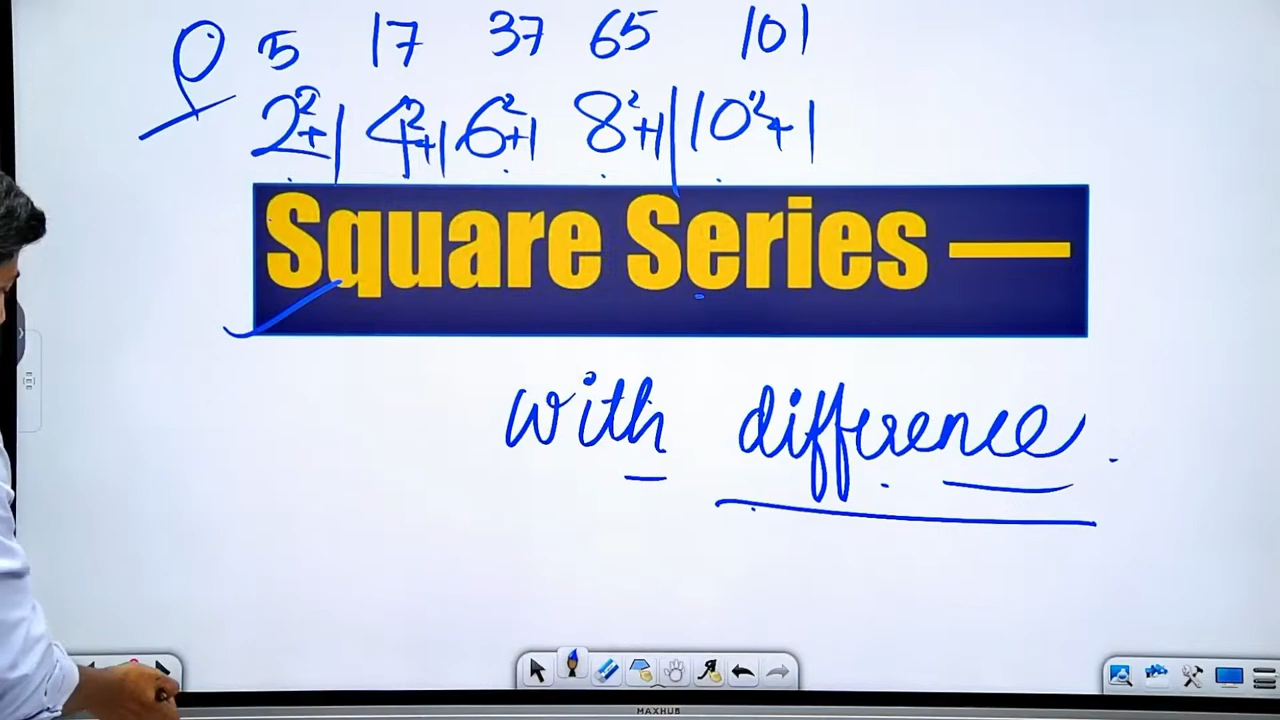 Q 5 17 37 65 101
2²+1 4²+1 6²+1 8²+1 10²+1
Square Series —
with difference.
MAXHUB